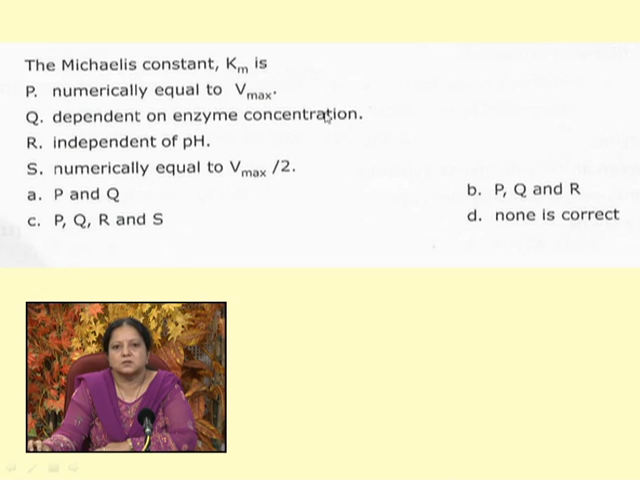 The Michaelis constant, Km is
P. numerically equal to Vmax.
Q. dependent on enzyme concentration.
R. independent of pH.
S. numerically equal to Vmax /2.
a. P and Q
b. P, Q and R
c. P, Q, R and S
d. none is correct